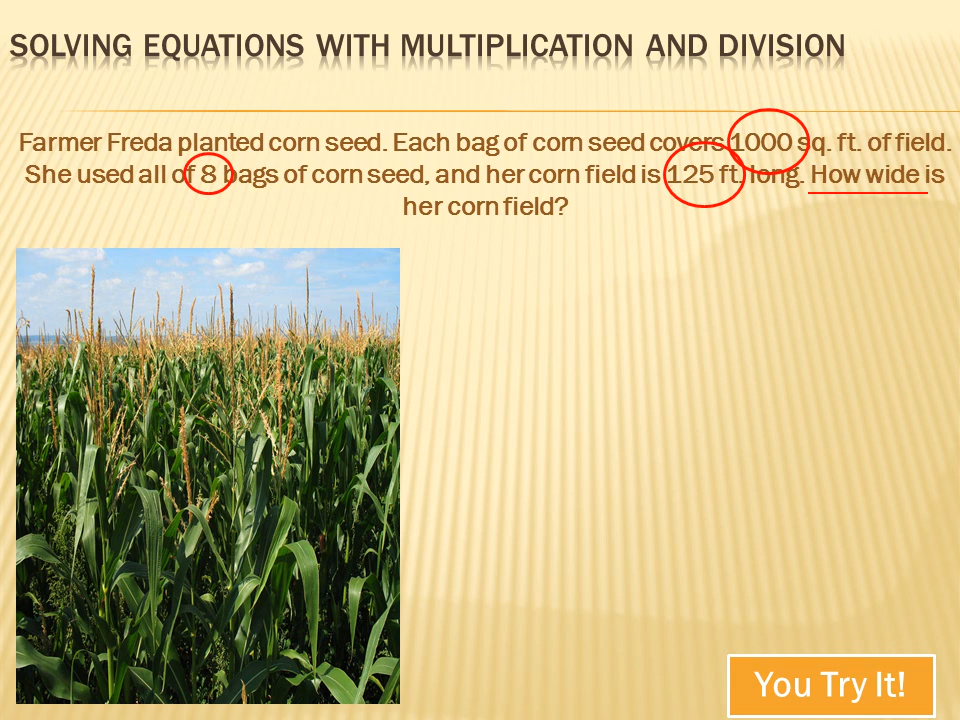 SOLVING EQUATIONS WITH MULTIPLICATION AND DIVISION
Farmer Freda planted corn seed. Each bag of corn seed covers 1000 sq. ft. of field.
She used all of 8 bags of corn seed, and her corn field is 125 ft. long. How wide is
her corn field?
You Try It!